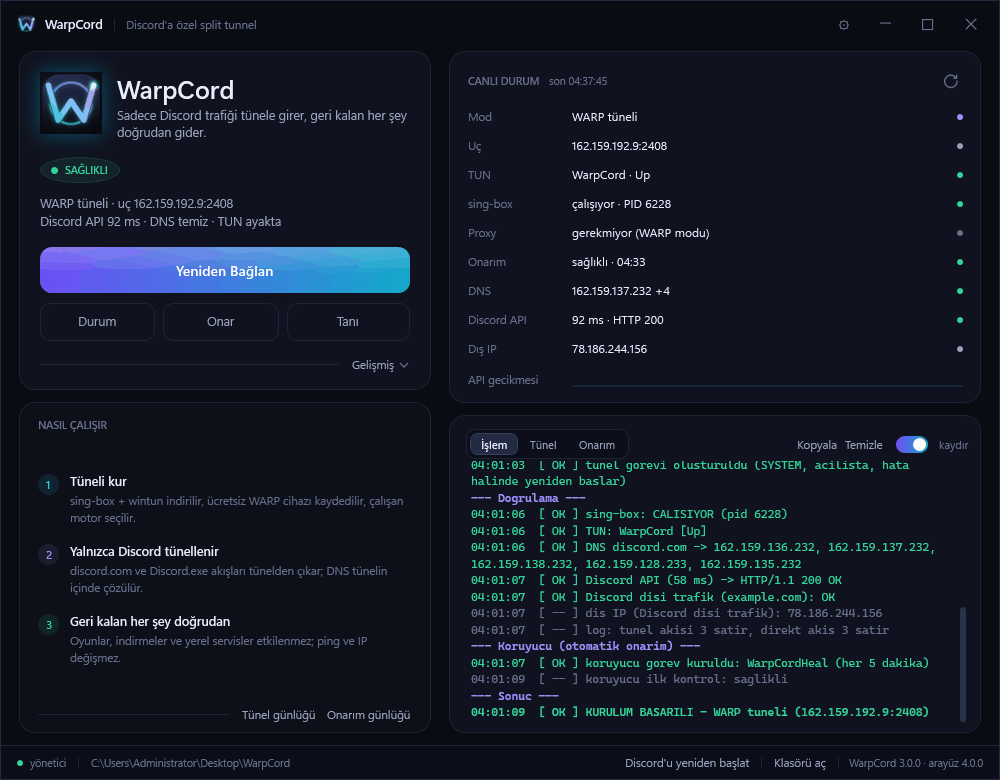 WarpCord
Discord'a özel split tunnel
WarpCord
Sadece Discord trafiği tünele girer, geri kalan her şey
doğrudan gider.
SAĞLIKLI
WARP tüneli · uç 162.159.192.9:2408
Discord API 92 ms · DNS temiz · TUN ayakta
Yeniden Bağlan
Durum
Onar
Tanı
Gelişmiş
NASIL ÇALIŞIR
1
Tüneli kur
sing-box + wintun indirilir, ücretsiz WARP cihazı kaydedilir, çalışan
motor seçilir.
2
Yalnızca Discord tünellenir
discord.com ve Discord.exe akışları tünelden çıkar; DNS tünelin
içinde çözülür.
3
Geri kalan her şey doğrudan
Oyunlar, indirmeler ve yerel servisler etkilenmez; ping ve IP
değişmez.
Tünel günlüğü Onarım günlüğü
CANLI DURUM son 04:37:45
Mod WARP tüneli
Uç 162.159.192.9:2408
TUN WarpCord · Up
sing-box çalışıyor · PID 6228
Proxy gerekmiyor (WARP modu)
Onarım sağlıklı · 04:33
DNS 162.159.137.232 +4
Discord API 92 ms · HTTP 200
Dış IP 78.186.244.156
API gecikmesi
İşlem Tünel Onarım Kopyala Temizle kaydır
04:01:03 [ OK ] tunel gorevi olusturuldu (SYSTEM, acilista, hata
halinde yeniden baslar)
--- Dogrulama ---
04:01:06 [ OK ] sing-box: CALISIYOR (pid 6228)
04:01:06 [ OK ] TUN: WarpCord [Up]
04:01:06 [ OK ] DNS discord.com -> 162.159.136.232, 162.159.137.232,
162.159.138.232, 162.159.128.233, 162.159.135.232
04:01:07 [ OK ] Discord API (58 ms) -> HTTP/1.1 200 OK
04:01:07 [ OK ] Discord disi trafik (example.com): OK
04:01:07 [ -- ] dis IP (Discord disi trafik): 78.186.244.156
04:01:07 [ -- ] log: tunel akisi 3 satir, direkt akis 3 satir
--- Koruyucu (otomatik onarim) ---
04:01:07 [ OK ] koruyucu gorev kuruldu: WarpCordHeal (her 5 dakika)
04:01:09 [ -- ] koruyucu ilk kontrol: saglikli
--- Sonuc ---
04:01:09 [ OK ] KURULUM BASARILI - WARP tuneli (162.159.192.9:2408)
yönetici C:\Users\Administrator\Desktop\WarpCord
Discord'u yeniden başlat Klasörü aç WarpCord 3.0.0 · arayüz 4.0.0